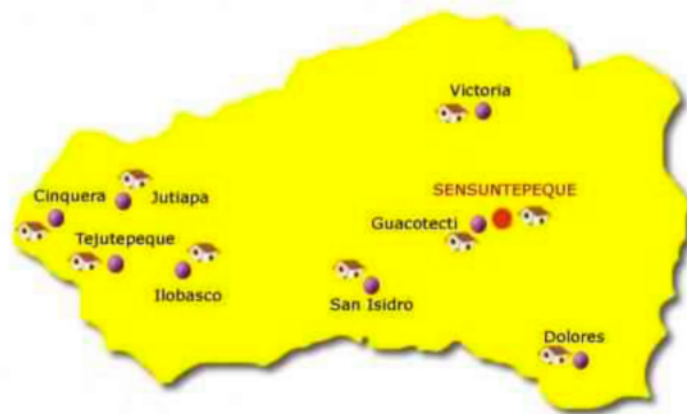 Victoria
SENSUNTEPEQUE
Cinquera
Jutiapa
Guacotecti
Tejutepeque
Ilobasco
San Isidro
Dolores